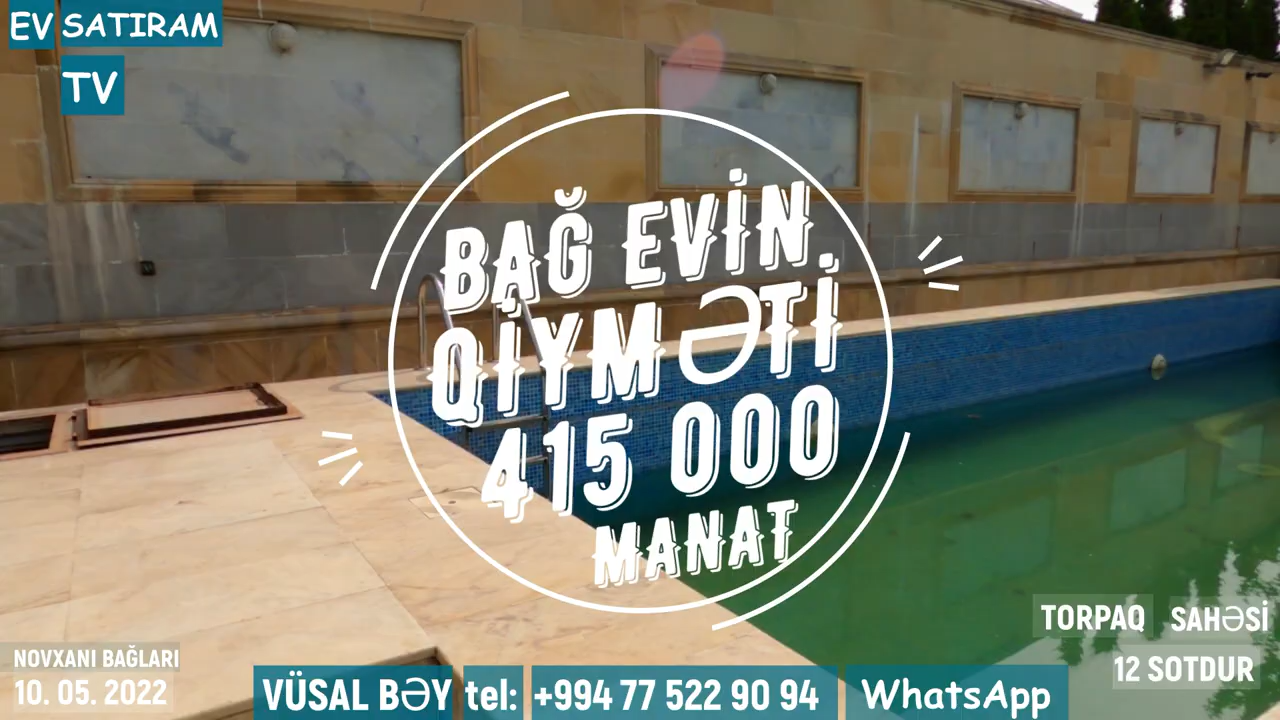 EV SATIRAM
TV
BAĞ EVİN
QİYMƏTİ
415 000
MANAT
TORPAQ SAHƏSİ
12 SOTDUR
NOVXANI BAĞLARI
10. 05. 2022
VÜSAL BƏY tel: +994 77 522 90 94 WhatsApp